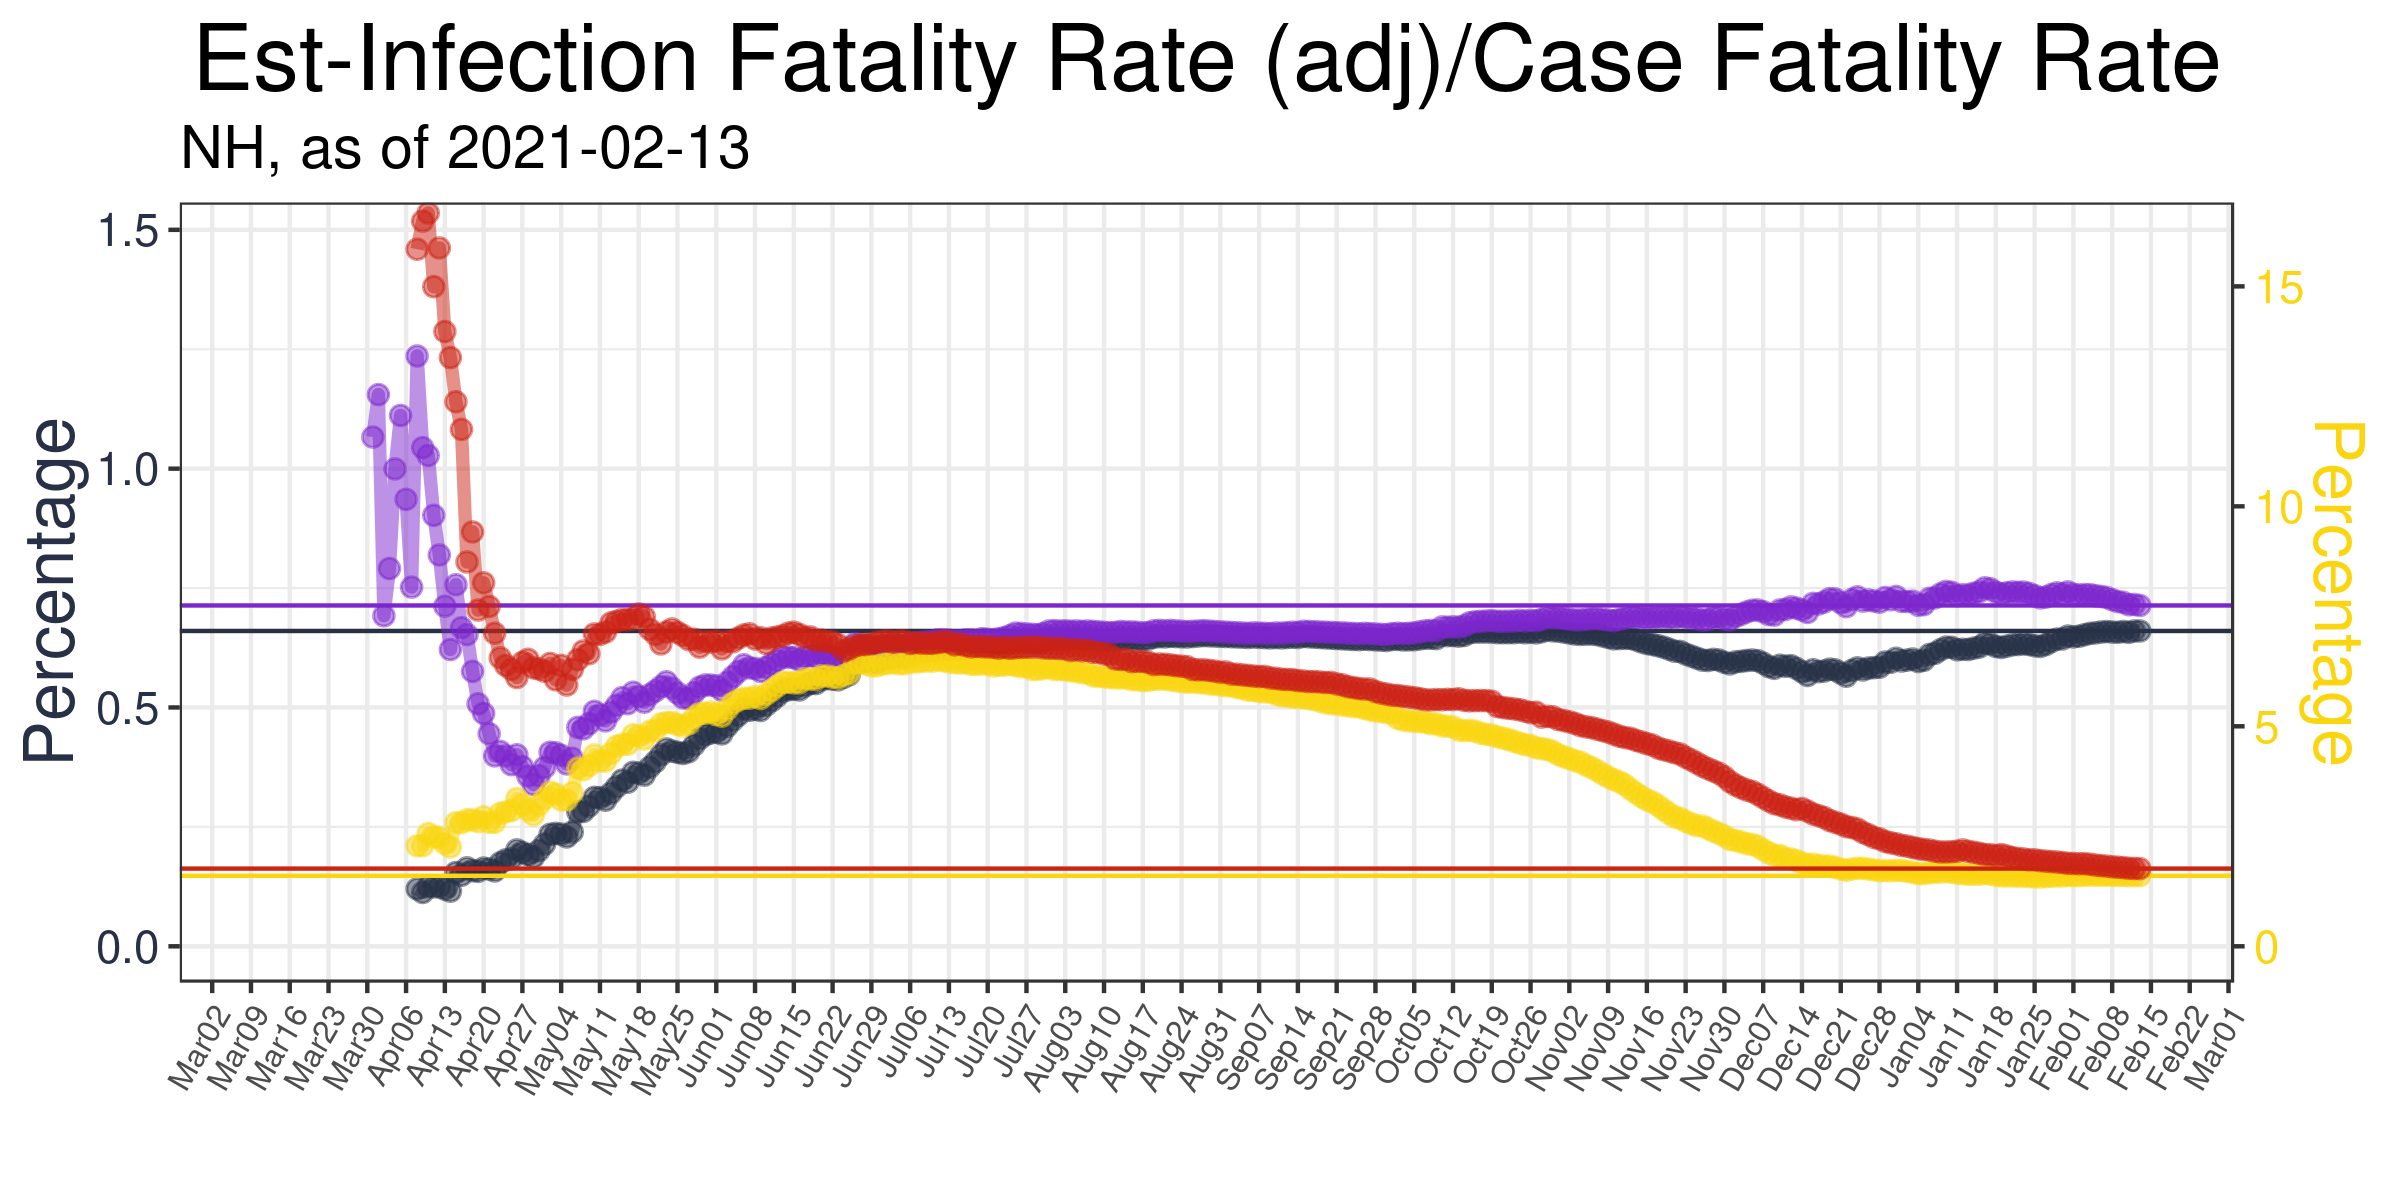 Est-Infection Fatality Rate (adj)/Case Fatality Rate
NH, as of 2021-02-13
Percentage
1.5
1.0
0.5
0.0
15
10
5
0
Percentage
Mar02
Mar09
Mar16
Mar23
Mar30
Apr06
Apr13
Apr20
Apr27
May04
May11
May18
May25
Jun01
Jun08
Jun15
Jun22
Jun29
Jul06
Jul13
Jul20
Jul27
Aug03
Aug10
Aug17
Aug24
Aug31
Sep07
Sep14
Sep21
Sep28
Oct05
Oct12
Oct19
Oct26
Nov02
Nov09
Nov16
Nov23
Nov30
Dec07
Dec14
Dec21
Dec28
Dec04
Jan11
Jan18
Jan25
Feb01
Feb08
Feb15
Feb22
Mar01